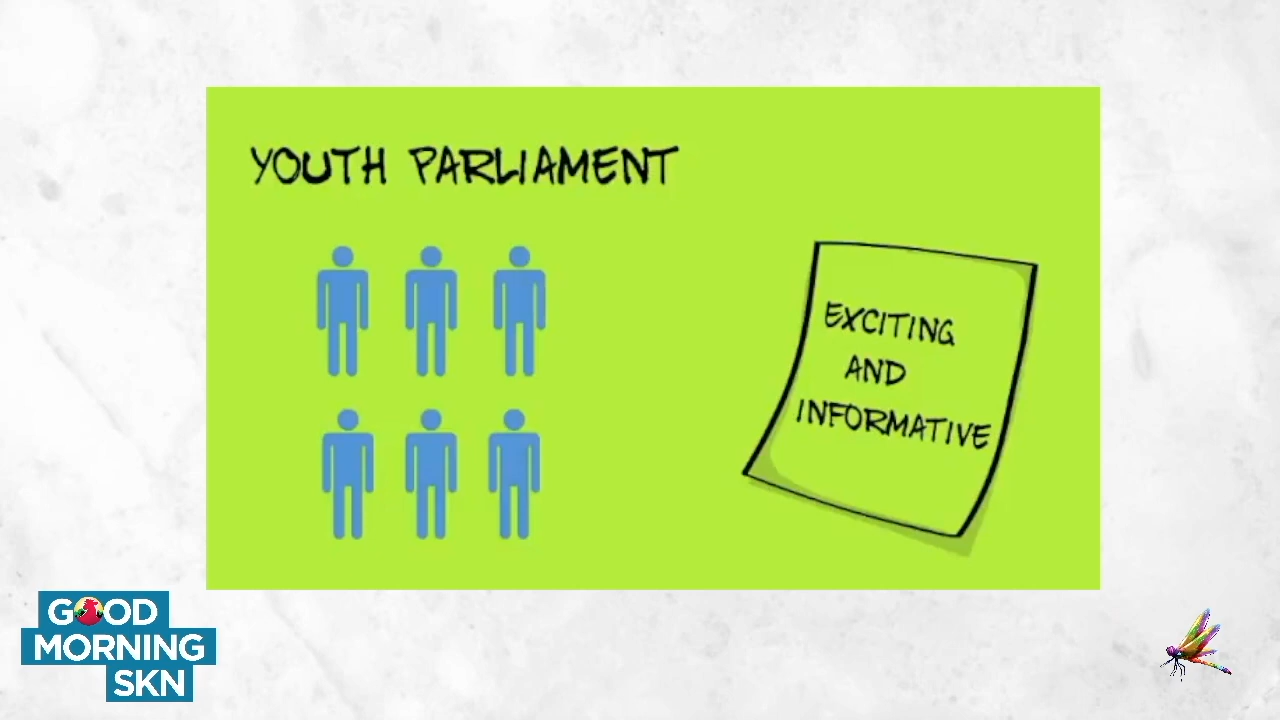 YOUTH PARLIAMENT
EXCITING
AND
INFORMATIVE
GOOD
MORNING
SKN